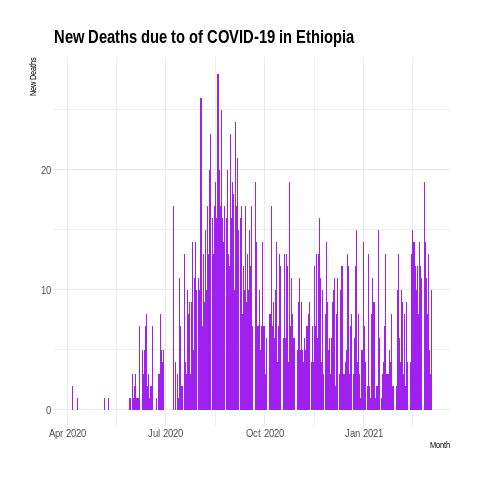 New Deaths due to of COVID-19 in Ethiopia
New Deaths
20
10
0
Apr 2020 Jul 2020 Oct 2020 Jan 2021
Month